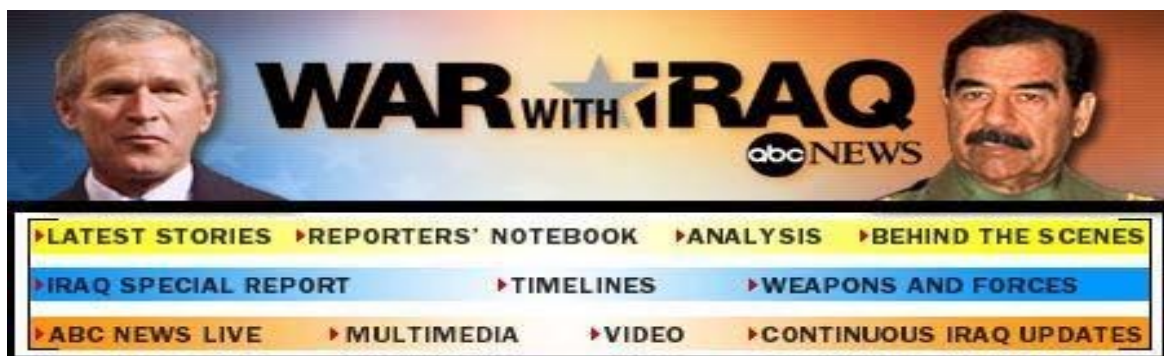 WAR WITH iRAQ
abc NEWS
LATEST STORIES REPORTERS' NOTEBOOK ANALYSIS BEHIND THE SCENES
IRAQ SPECIAL REPORT TIMELINES WEAPONS AND FORCES
ABC NEWS LIVE MULTIMEDIA VIDEO CONTINUOUS IRAQ UPDATES